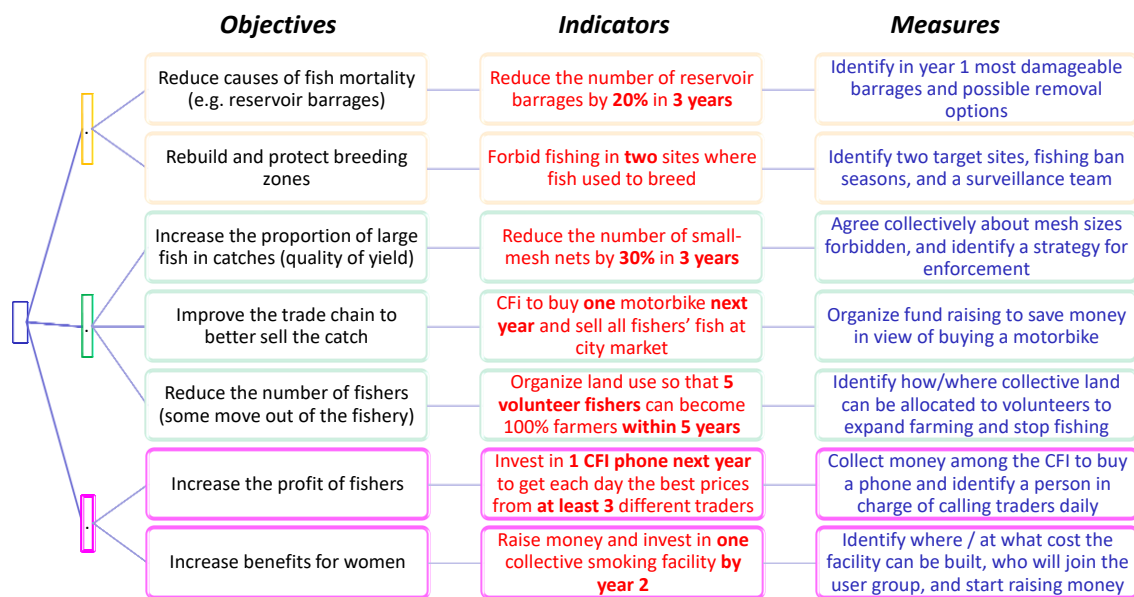 Objectives
Indicators
Measures
Reduce causes of fish mortality
(e.g. reservoir barrages)
Reduce the number of reservoir
barrages by 20% in 3 years
Identify in year 1 most damageable
barrages and possible removal
options
Rebuild and protect breeding
zones
Forbid fishing in two sites where
fish used to breed
Identify two target sites, fishing ban
seasons, and a surveillance team
Increase the proportion of large
fish in catches (quality of yield)
Reduce the number of small-
mesh nets by 30% in 3 years
Agree collectively about mesh sizes
forbidden, and identify a strategy for
enforcement
Improve the trade chain to
better sell the catch
CFi to buy one motorbike next
year and sell all fishers' fish at
city market
Organize fund raising to save money
in view of buying a motorbike
Reduce the number of fishers
(some move out of the fishery)
Organize land use so that 5
volunteer fishers can become
100% farmers within 5 years
Identify how/where collective land
can be allocated to volunteers to
expand farming and stop fishing
Increase the profit of fishers
Invest in 1 CFI phone next year
to get each day the best prices
from at least 3 different traders
Collect money among the CFI to buy
a phone and identify a person in
charge of calling traders daily
Increase benefits for women
Raise money and invest in one
collective smoking facility by
year 2
Identify where / at what cost the
facility can be built, who will join the
user group, and start raising money